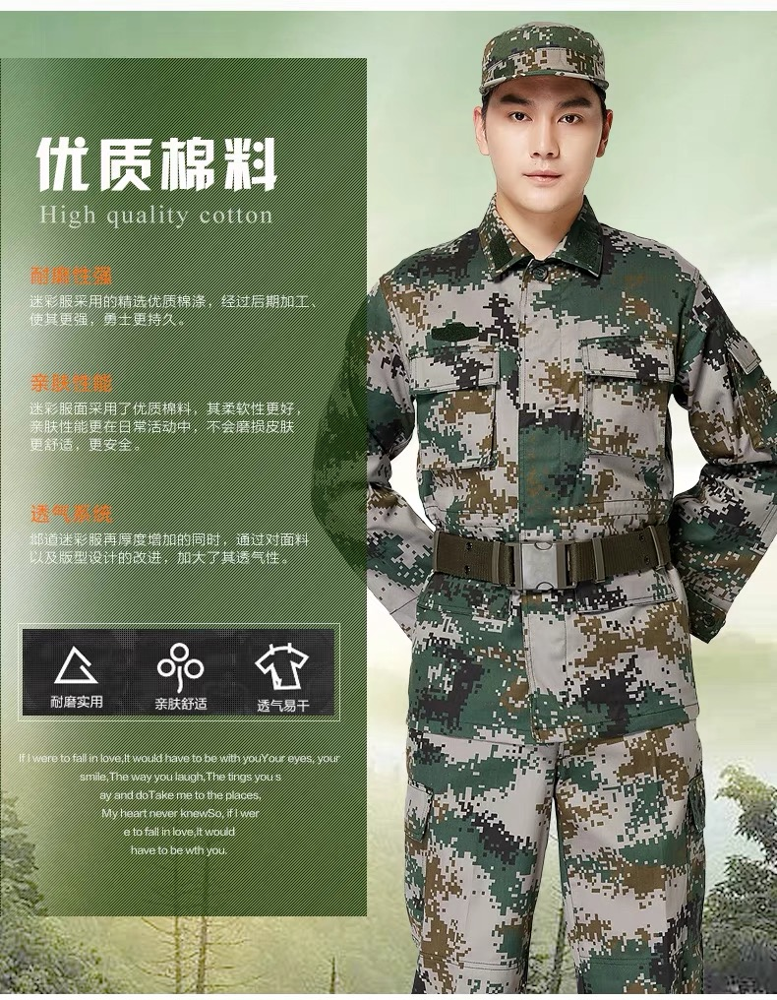 优质棉料
High quality cotton
耐磨性强
迷彩服采用的精选优质棉涤，经过后期加工、
使其更强，勇士更持久。
亲肤性能
迷彩服面采用了优质棉料，其柔软性更好，
亲肤性能更在日常活动中，不会磨损皮肤
更舒适，更安全。
透气系统
邺道迷彩服再厚度增加的同时，通过对面料
以及版型设计的改进，加大了其透气性。
耐磨实用
亲肤舒适
透气易干
If I were to fall in love,It would have to be with youYour eyes, your
smile,The way you laugh,The tings you s
ay and doTake me to the places,
My heart never knewSo, if I wer
e to fall in love,It would
have to be wth you.